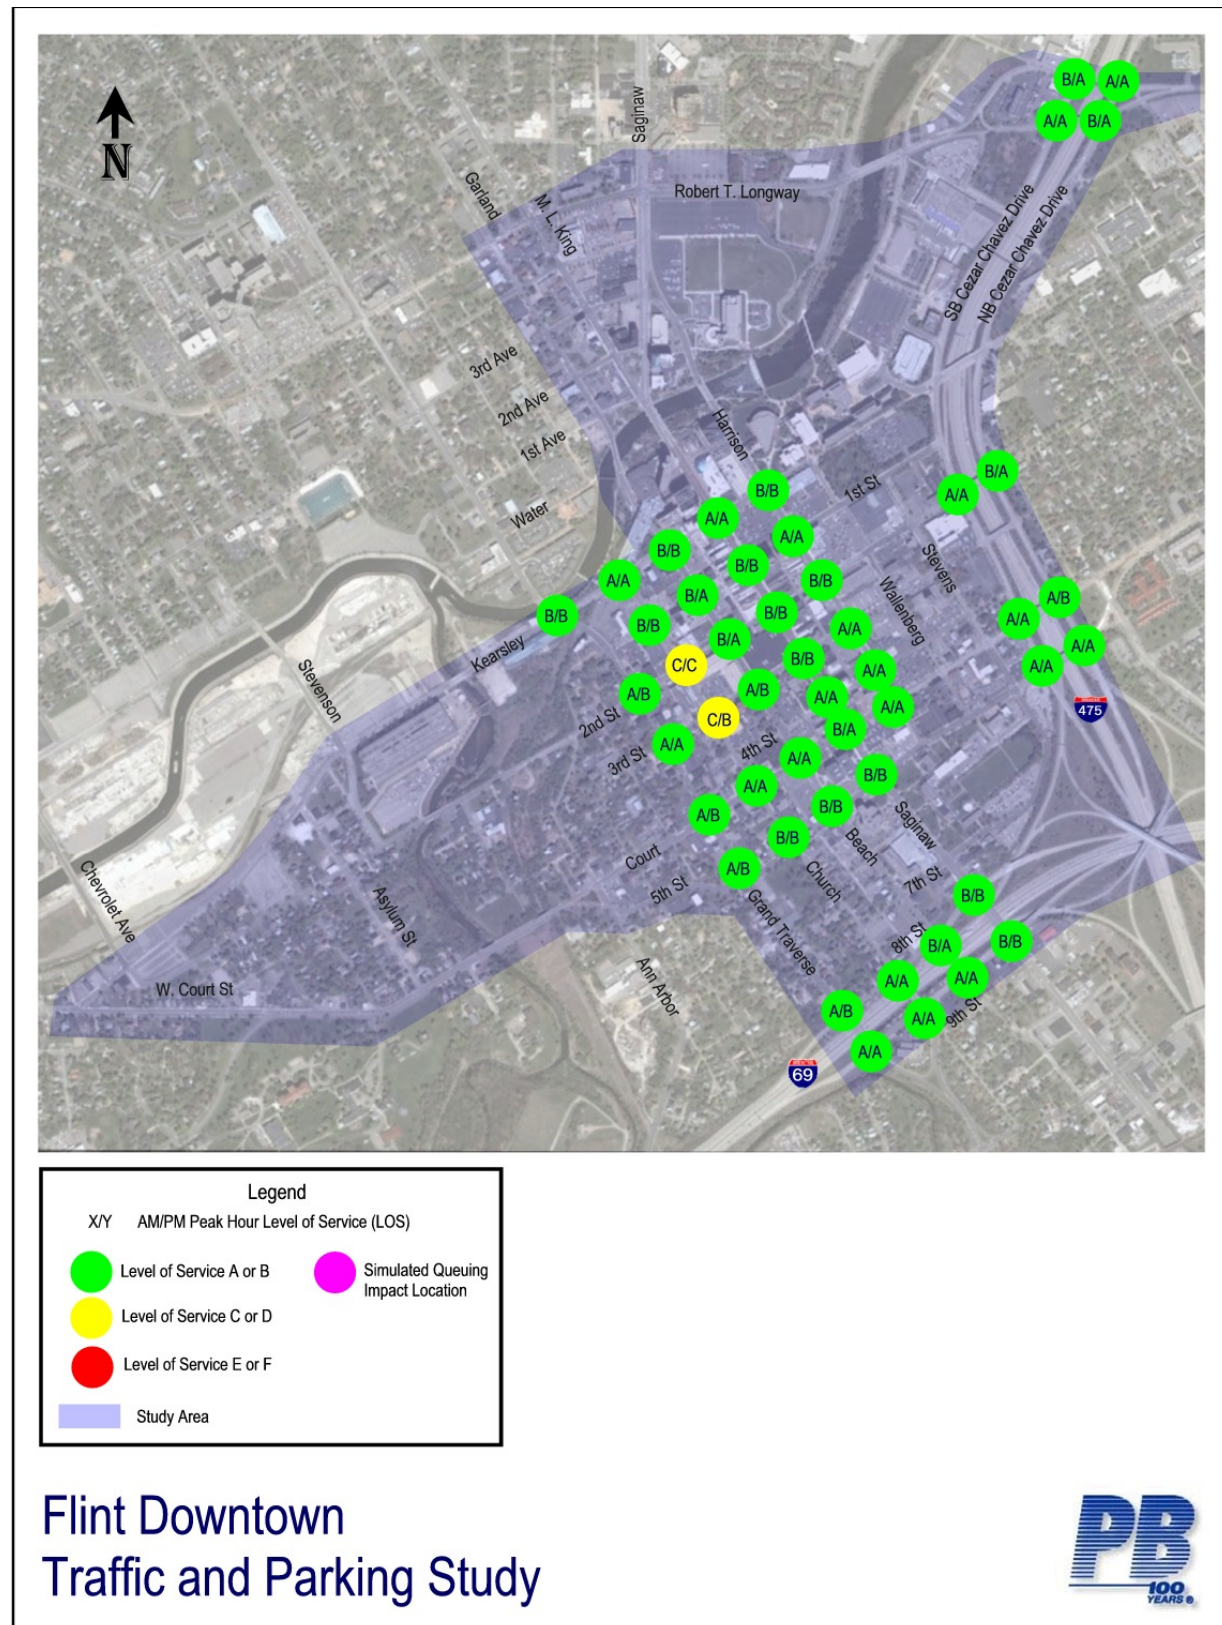 B/A
A/A
A/A
B/A
N
Saginaw
Garland
M. L. King
Robert T. Longway
SB Cezar Chavez Drive
NB Cezar Chavez Drive
3rd Ave
2nd Ave
1st Ave
Water
Harrison
1st St
B/A
A/A
B/B
A/A
A/A
B/B
B/B
B/B
A/A
B/A
B/B
Stevens
Wallenberg
A/B
A/A
B/B
B/B
B/B
A/A
B/A
A/A
Kearsley
C/C
B/B
A/A
A/A
Stevenson
A/B
A/B
A/A
A/A
475
2nd St
C/B
3rd St
A/A
4th St
B/A
A/A
B/B
A/A
B/B
A/B
Saginaw
B/B
Beach
Court
A/B
Church
7th St
5th St
Chevrolet Ave
Asylum St
Grand Traverse
B/B
8th St
B/A
B/B
Ann Arbor
A/A
A/A
W. Court St
A/B
A/A
9th St
A/A
69
Legend
X/Y AM/PM Peak Hour Level of Service (LOS)
Level of Service A or B
Simulated Queuing
Impact Location
Level of Service C or D
Level of Service E or F
Study Area
Flint Downtown
Traffic and Parking Study
PB
100
YEARS ®